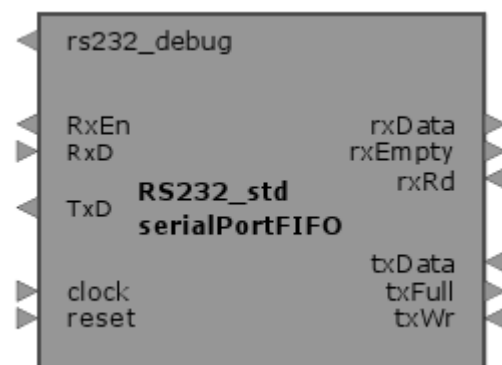 rs232_debug
RxEn rxData
RxD rxEmpty
rxRd
TxD RS232_std
serialPortFIFO
txData
clock txFull
reset txWr